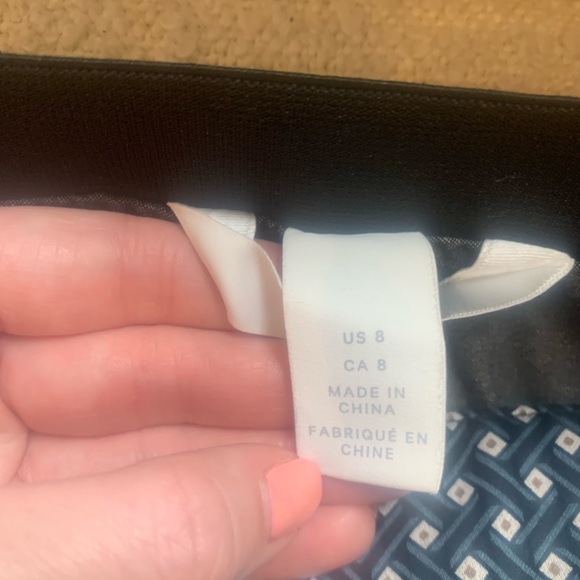 US 8
CA 8
MADE IN
CHINA
FABRIQUÉ EN
CHINE